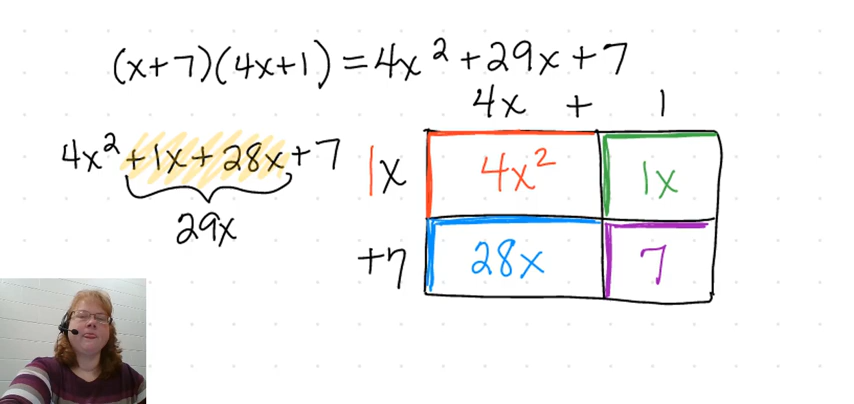 (x+7)(4x+1) = 4x² + 29x + 7
4x + 1
4x² + 1x + 28x + 7
29x
1x 4x² 1x
+7 28x 7